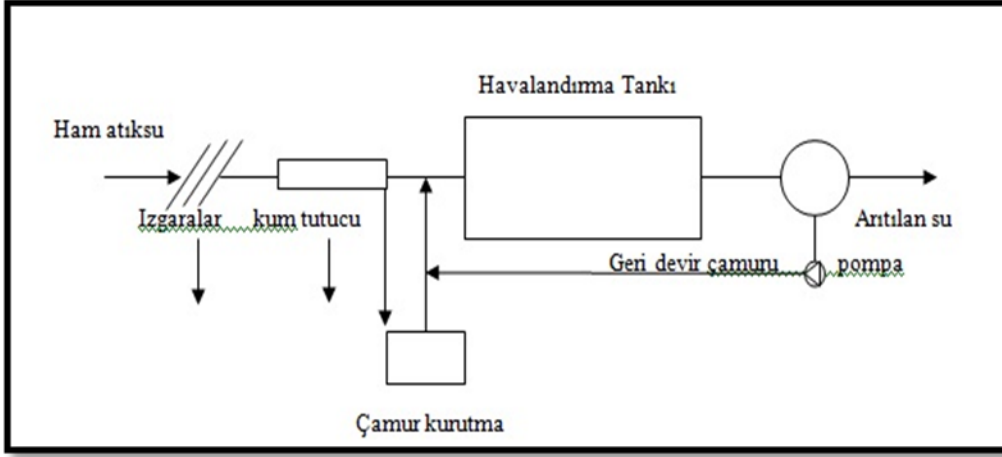 Havalandırma Tankı
Ham atıksu
Izgaralar kum tutucu
Arıtılan su
Geri devir çamuru pompa
Çamur kurutma